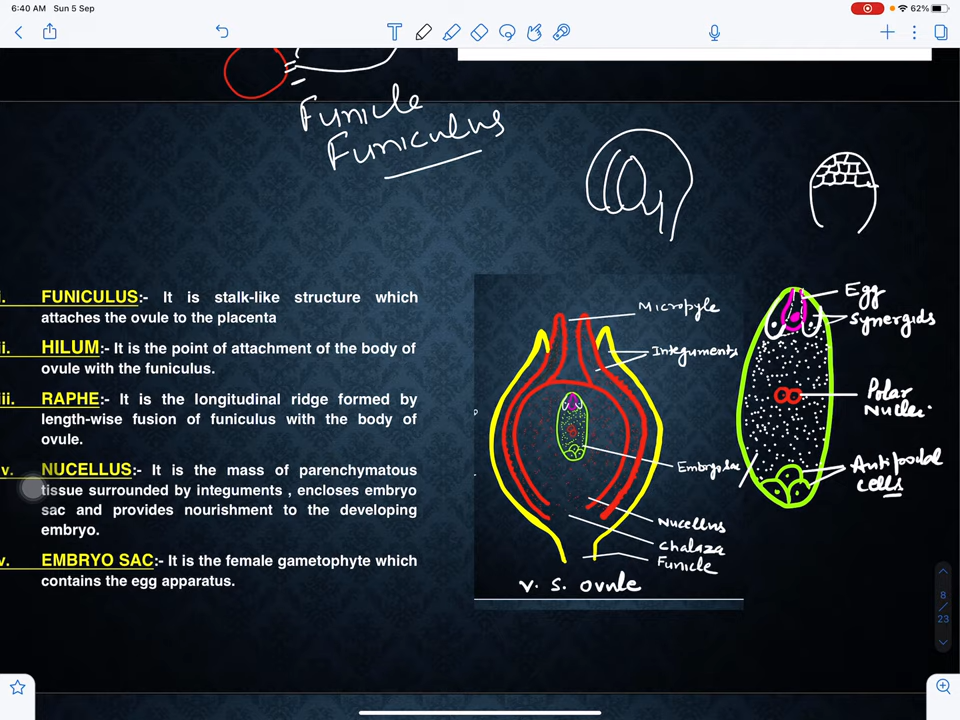 6:40 AM Sun 5 Sep
62%
T
Funicle
Funiculus
i. FUNICULUS:- It is stalk-like structure which
attaches the ovule to the placenta
ii. HILUM:- It is the point of attachment of the body of
ovule with the funiculus.
iii. RAPHE:- It is the longitudinal ridge formed by
length-wise fusion of funiculus with the body of
ovule.
v. NUCELLUS:- It is the mass of parenchymatous
tissue surrounded by integuments , encloses embryo
sac and provides nourishment to the developing
embryo.
v. EMBRYO SAC:- It is the female gametophyte which
contains the egg apparatus.
Micropyle
Integuments
Embryosac
Nucellus
Chalaza
Funicle
V. S. Ovule
Egg
Synergids
Polar
Nuclei
Antipodal
cells
8
/
23